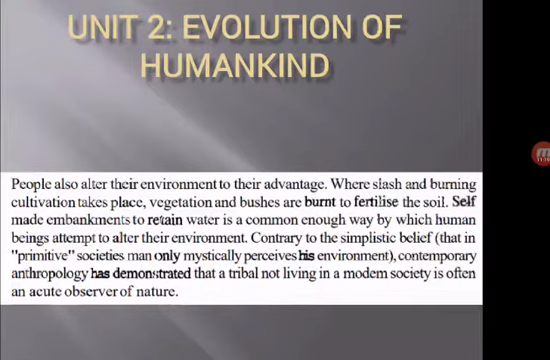 UNIT 2: EVOLUTION OF
HUMANKIND
People also alter their environment to their advantage. Where slash and burning
cultivation takes place, vegetation and bushes are burnt to fertilise the soil. Self
made embankments to retain water is a common enough way by which human
beings attempt to alter their environment. Contrary to the simplistic belief (that in
"primitive" societies man only mystically perceives his environment), contemporary
anthropology has demonstrated that a tribal not living in a modem society is often
an acute observer of nature.